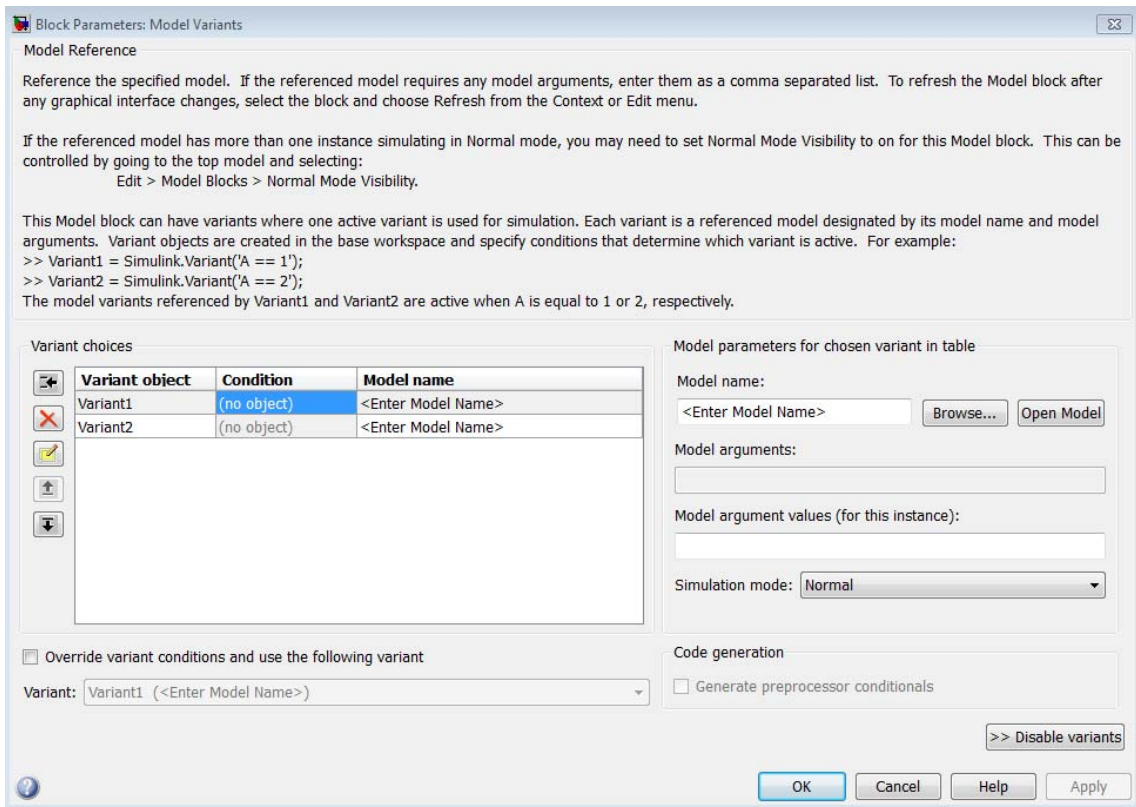 Block Parameters: Model Variants
Model Reference
Reference the specified model. If the referenced model requires any model arguments, enter them as a comma separated list. To refresh the Model block after
any graphical interface changes, select the block and choose Refresh from the Context or Edit menu.
If the referenced model has more than one instance simulating in Normal mode, you may need to set Normal Mode Visibility to on for this Model block. This can be
controlled by going to the top model and selecting:
Edit > Model Blocks > Normal Mode Visibility.
This Model block can have variants where one active variant is used for simulation. Each variant is a referenced model designated by its model name and model
arguments. Variant objects are created in the base workspace and specify conditions that determine which variant is active. For example:
>> Variant1 = Simulink.Variant('A == 1');
>> Variant2 = Simulink.Variant('A == 2');
The model variants referenced by Variant1 and Variant2 are active when A is equal to 1 or 2, respectively.
Variant choices
Variant object Condition Model name
Variant1 (no object) <Enter Model Name>
Variant2 (no object) <Enter Model Name>
Model parameters for chosen variant in table
Model name:
<Enter Model Name> Browse... Open Model
Model arguments:
Model argument values (for this instance):
Simulation mode: Normal
Override variant conditions and use the following variant
Variant: Variant1 (<Enter Model Name>)
Code generation
Generate preprocessor conditionals
>> Disable variants
? OK Cancel Help Apply